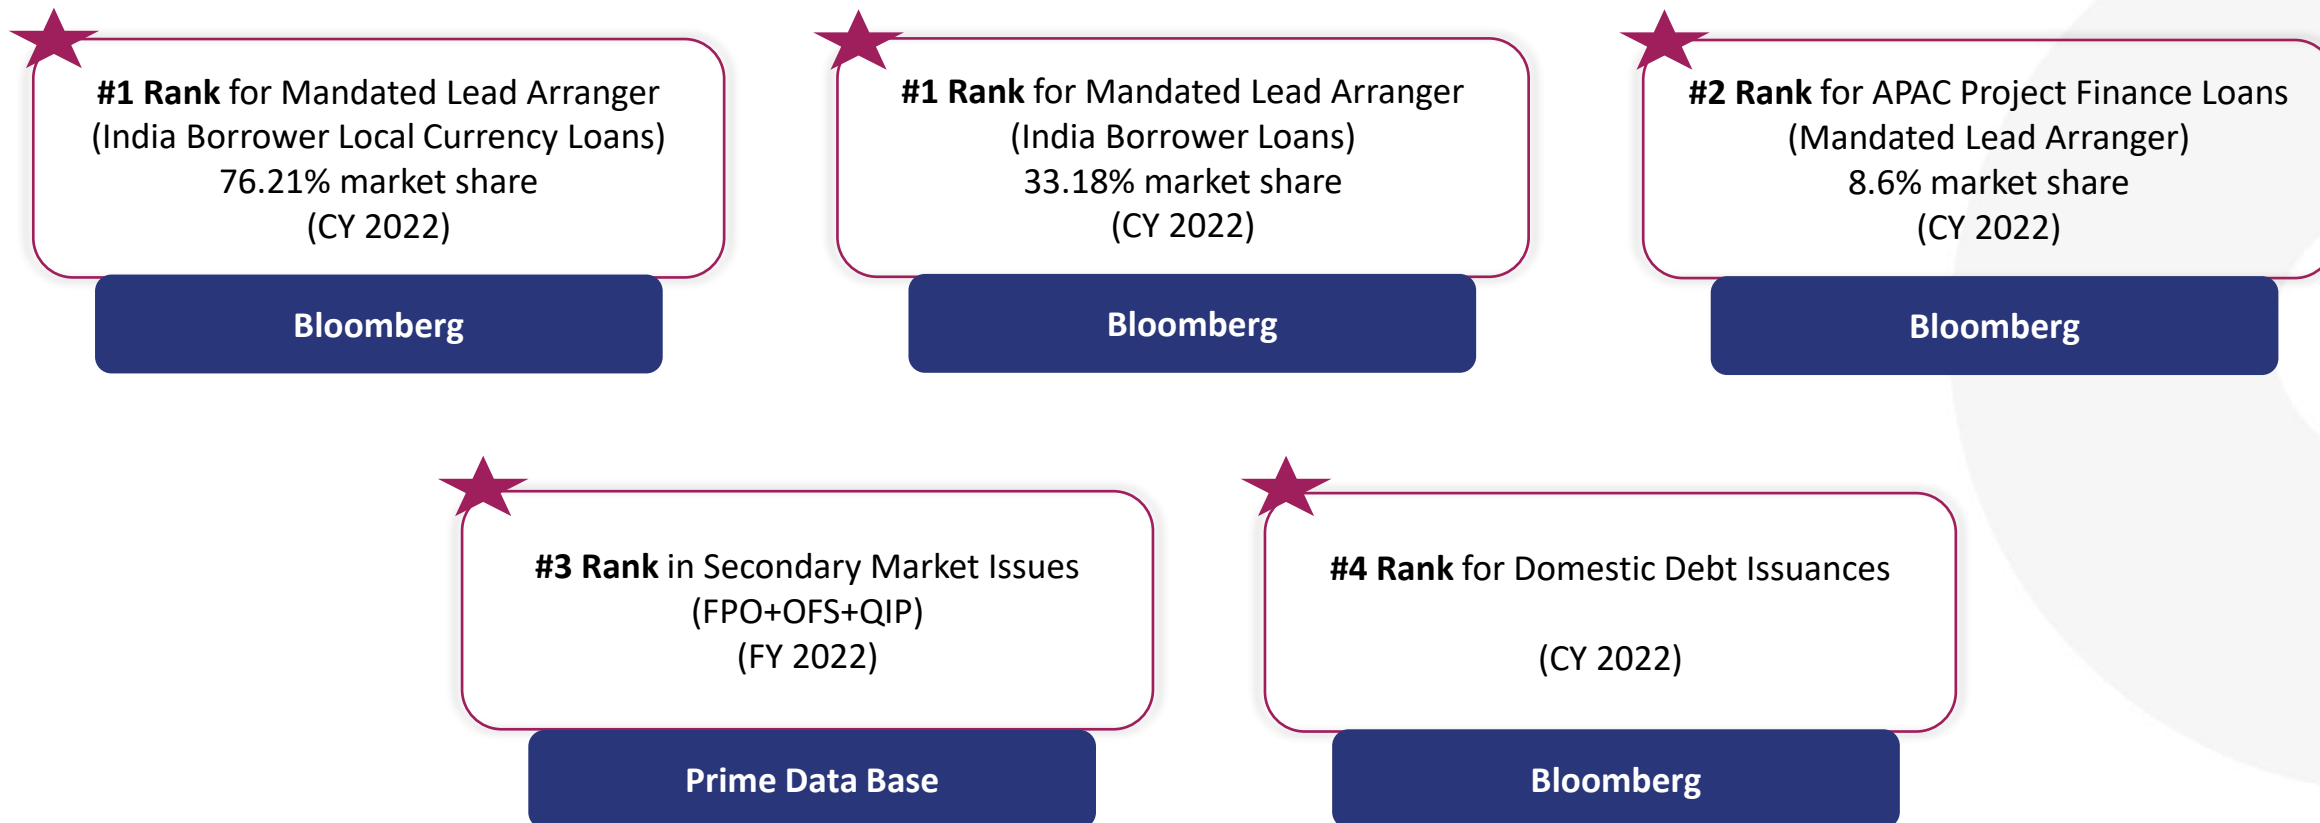 #1 Rank for Mandated Lead Arranger
(India Borrower Local Currency Loans)
76.21% market share
(CY 2022)
Bloomberg
#1 Rank for Mandated Lead Arranger
(India Borrower Loans)
33.18% market share
(CY 2022)
Bloomberg
#2 Rank for APAC Project Finance Loans
(Mandated Lead Arranger)
8.6% market share
(CY 2022)
Bloomberg
#3 Rank in Secondary Market Issues
(FPO+OFS+QIP)
(FY 2022)
Prime Data Base
#4 Rank for Domestic Debt Issuances
(CY 2022)
Bloomberg